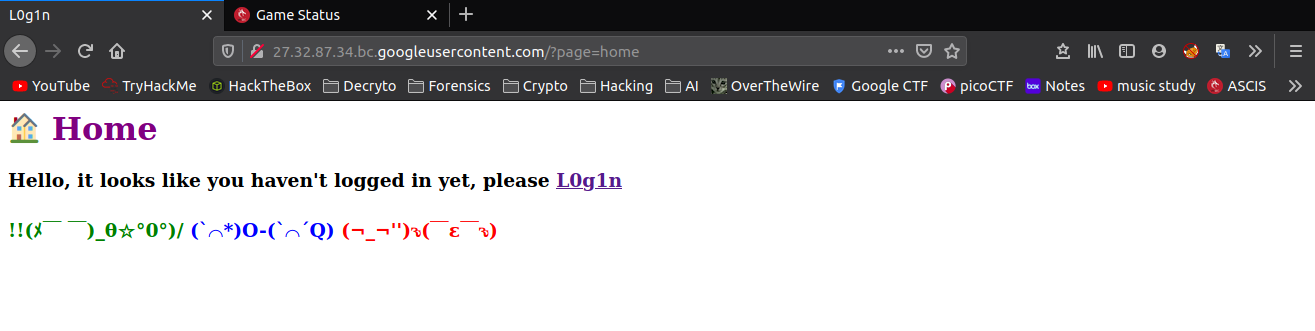 L0g1n Game Status
27.32.87.34.bc.googleusercontent.com/?page=home
YouTube TryHackMe HackTheBox Decryto Forensics Crypto Hacking AI OverTheWire Google CTF picoCTF Notes music study ASCIS
Home
Hello, it looks like you haven't logged in yet, please L0g1n
!!(メ￣ ￣)_θ☆°0°)/ (`⌒*)O-(`⌒´Q) (¬_¬'')ԅ(￣ε￣ԅ)